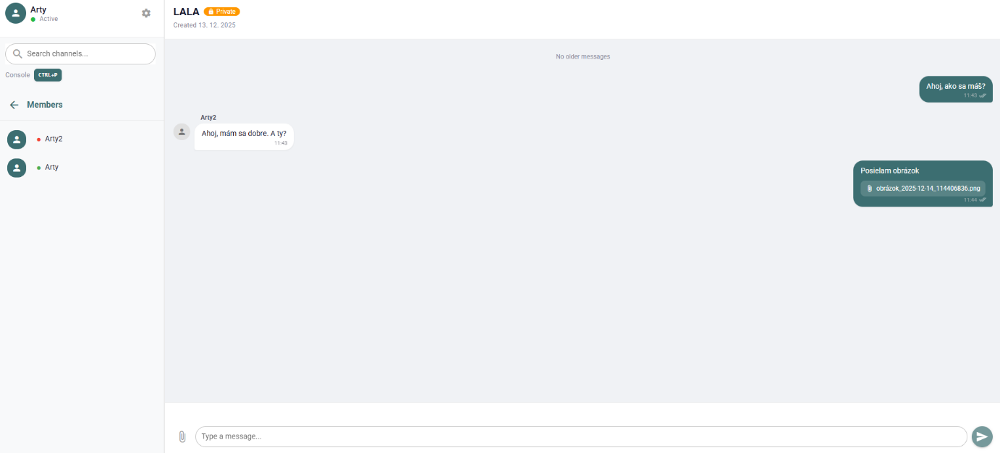 Arty
Active
Search channels...
Console CTRL+P
Members
Arty2
Arty
LALA Private
Created 13. 12. 2025
No older messages
Ahoj, ako sa máš?
11:43
Arty2
Ahoj, mám sa dobre. A ty?
11:43
Posielam obrázok
obrázok_2025-12-14_114406836.png
11:44
Type a message...